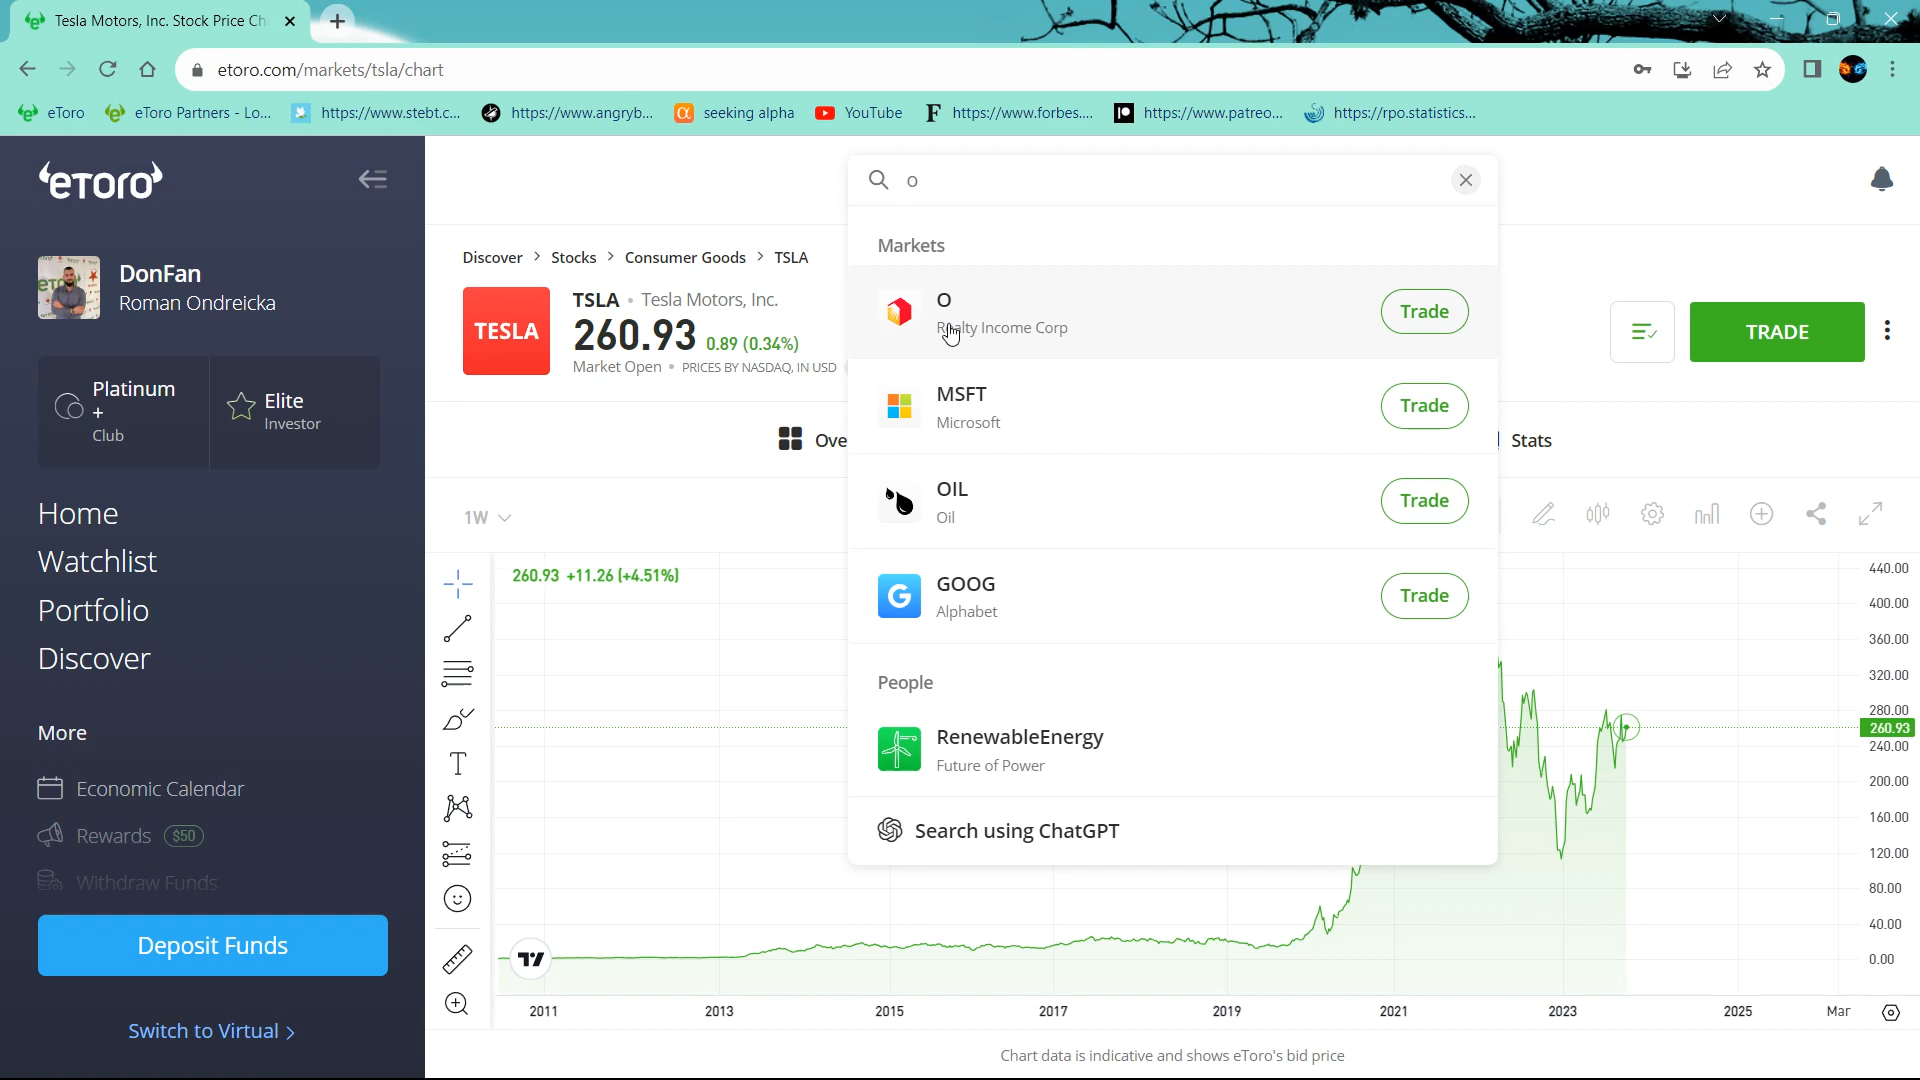 Tesla Motors, Inc. Stock Price Ch
etoro.com/markets/tsla/chart
eToro
eToro Partners - Lo...
https://www.stebt.c...
https://www.angryb...
seeking alpha
YouTube
https://www.forbes....
https://www.patreo...
https://rpo.statistics...
eToro
DonFan
Roman Ondreicka
Platinum
+
Club
Elite
Investor
Home
Watchlist
Portfolio
Discover
More
Economic Calendar
Rewards $50
Withdraw Funds
Deposit Funds
Switch to Virtual >
Discover > Stocks > Consumer Goods > TSLA
TESLA
TSLA • Tesla Motors, Inc.
260.93 0.89 (0.34%)
Market Open • PRICES BY NASDAQ, IN USD
TRADE
Ove
Stats
o
Markets
O
Realty Income Corp
Trade
MSFT
Microsoft
Trade
OIL
Oil
Trade
GOOG
Alphabet
Trade
People
RenewableEnergy
Future of Power
Search using ChatGPT
1W
260.93 +11.26 (+4.51%)
440.00
400.00
360.00
320.00
280.00
260.93
240.00
200.00
160.00
120.00
80.00
40.00
0.00
2011 2013 2015 2017 2019 2021 2023 2025 Mar
Chart data is indicative and shows eToro's bid price